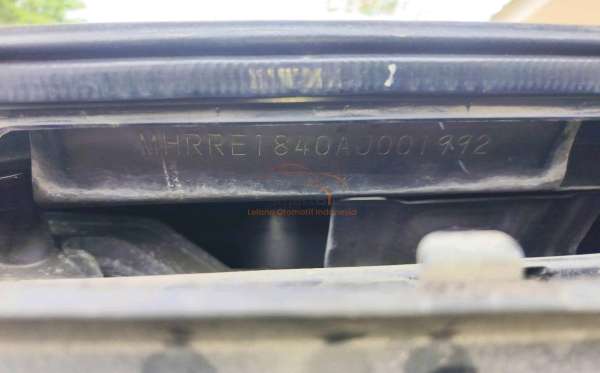 MHRRE1840AJ001992
Lelang Otomotif Indonesia